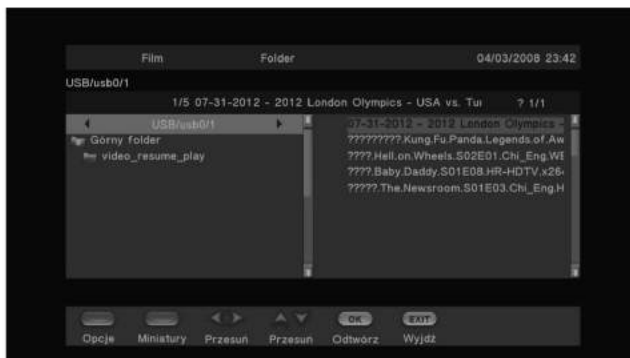 Film Folder 04/03/2008 23:42
USB/usb0/1
1/5 07-31-2012 - 2012 London Olympics - USA vs. Tui ? 1/1
USB/usb0/1
Górny folder
video_resume_play
07-31-2012 - 2012 London Olympics -
?????????.Kung.Fu.Panda.Legends.of.Aw
????.Hell.on.Wheels.S02E01.Chi_Eng.WE
????.Baby.Daddy.S01E08.HR-HDTV.x26
?????.The.Newsroom.S01E03.Chi_Eng.H
OK EXIT
Opcje Miniatury Przesuń Przesuń Odtwórz Wyjdź